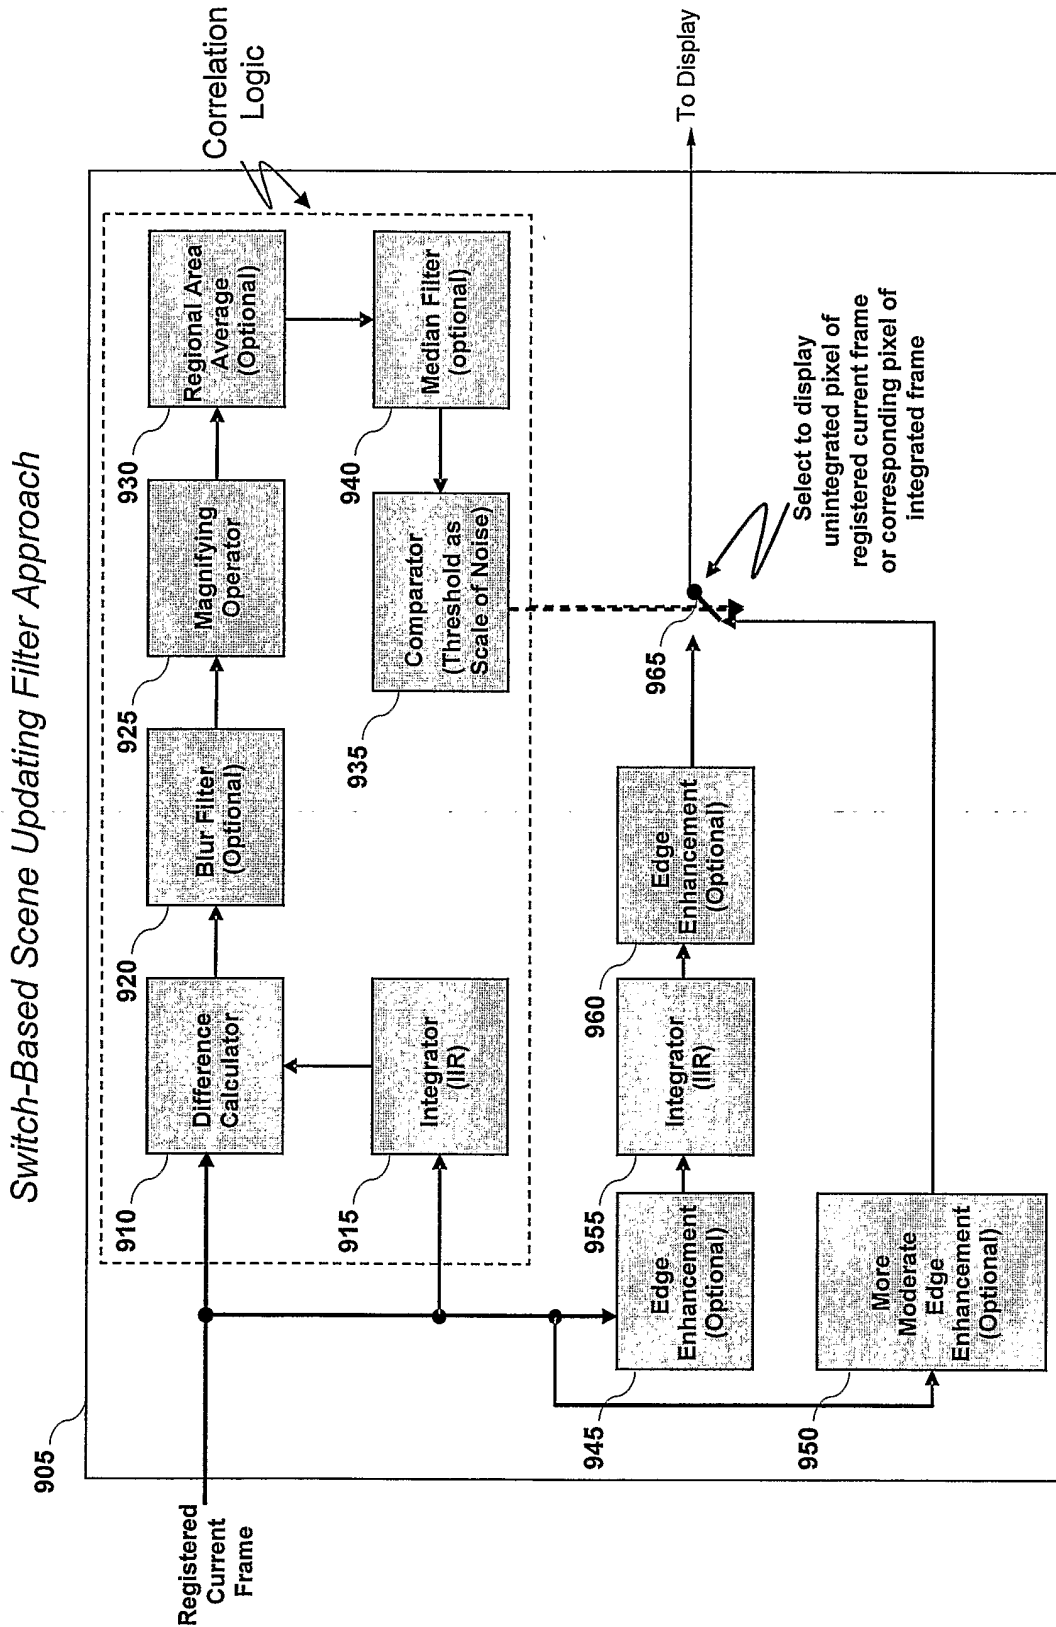 Switch-Based Scene Updating Filter Approach
905
Registered
Current
Frame
Correlation
Logic
910
Difference
Calculator
920
Blur Filter
(Optional)
925
Magnifying
Operator
930
Regional Area
Average
(Optional)
915
Integrator
(IIR)
935
Comparator
(Threshold as
Scale of Noise)
940
Median Filter
(optional)
945
Edge
Enhancement
(Optional)
955
Integrator
(IIR)
960
Edge
Enhancement
(Optional)
965
To Display
Select to display
unintegrated pixel of
registered current frame
or corresponding pixel of
integrated frame
950
More
Moderate
Edge
Enhancement
(Optional)